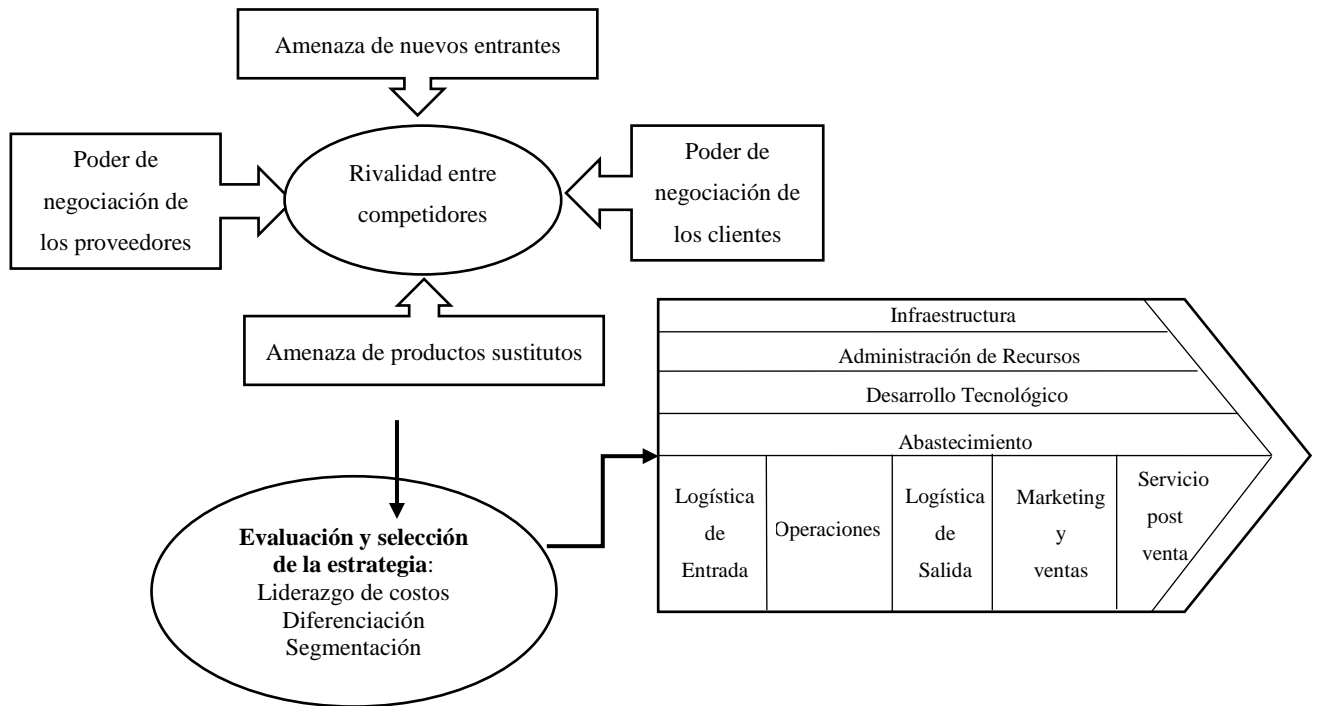 Amenaza de nuevos entrantes
Poder de
negociación de
los proveedores
Rivalidad entre
competidores
Poder de
negociación de
los clientes
Amenaza de productos sustitutos
Infraestructura
Administración de Recursos
Desarrollo Tecnológico
Abastecimiento
Logística
de
Entrada
Operaciones
Logística
de
Salida
Marketing
y
ventas
Servicio
post
venta
Evaluación y selección
de la estrategia:
Liderazgo de costos
Diferenciación
Segmentación